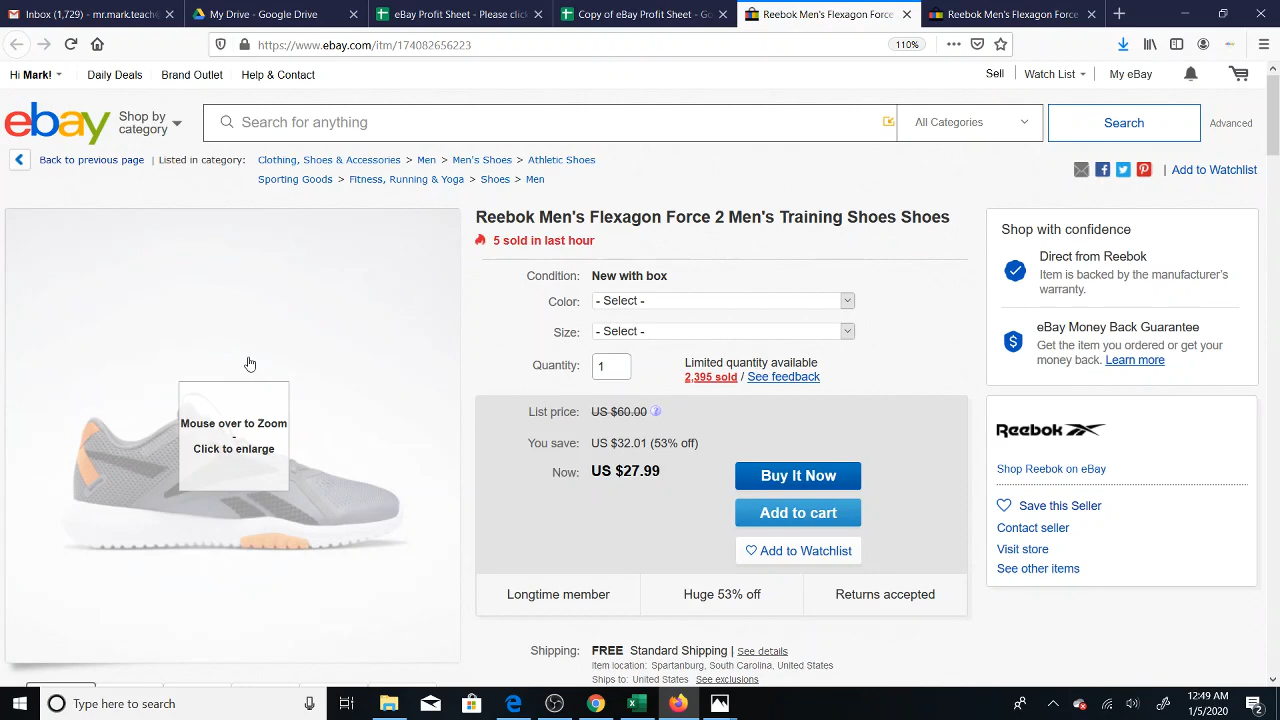 Inbox (1,729) - mr.mrkteach@
My Drive - Google Drive
eBay Profit Sheet - Please click
Copy of eBay Profit Sheet - Go
Reebok Men's Flexagon Force
Reebok Men's Flexagon Force 2
https://www.ebay.com/itm/174082656223
110%
Hi Mark!
Daily Deals
Brand Outlet
Help & Contact
Sell
Watch List
My eBay
ebay
Shop by
category
Search for anything
All Categories
Search
Advanced
Back to previous page | Listed in category:
Clothing, Shoes & Accessories > Men > Men's Shoes > Athletic Shoes
Sporting Goods > Fitness, Running & Yoga > Shoes > Men
| Add to Watchlist
Mouse over to Zoom
-
Click to enlarge
Reebok Men's Flexagon Force 2 Men's Training Shoes Shoes
5 sold in last hour
Condition: New with box
Color: - Select -
Size: - Select -
Quantity: 1
Limited quantity available
2,395 sold / See feedback
List price: US $60.00
You save: US $32.01 (53% off)
Now: US $27.99
Buy It Now
Add to cart
Add to Watchlist
Longtime member
Huge 53% off
Returns accepted
Shipping: FREE Standard Shipping | See details
Item location: Spartanburg, South Carolina, United States
Ships to: United States See exclusions
Shop with confidence
Direct from Reebok
Item is backed by the manufacturer's
warranty.
eBay Money Back Guarantee
Get the item you ordered or get your
money back. Learn more
Reebok
Shop Reebok on eBay
Save this Seller
Contact seller
Visit store
See other items
Type here to search
12:49 AM
1/5/2020
2